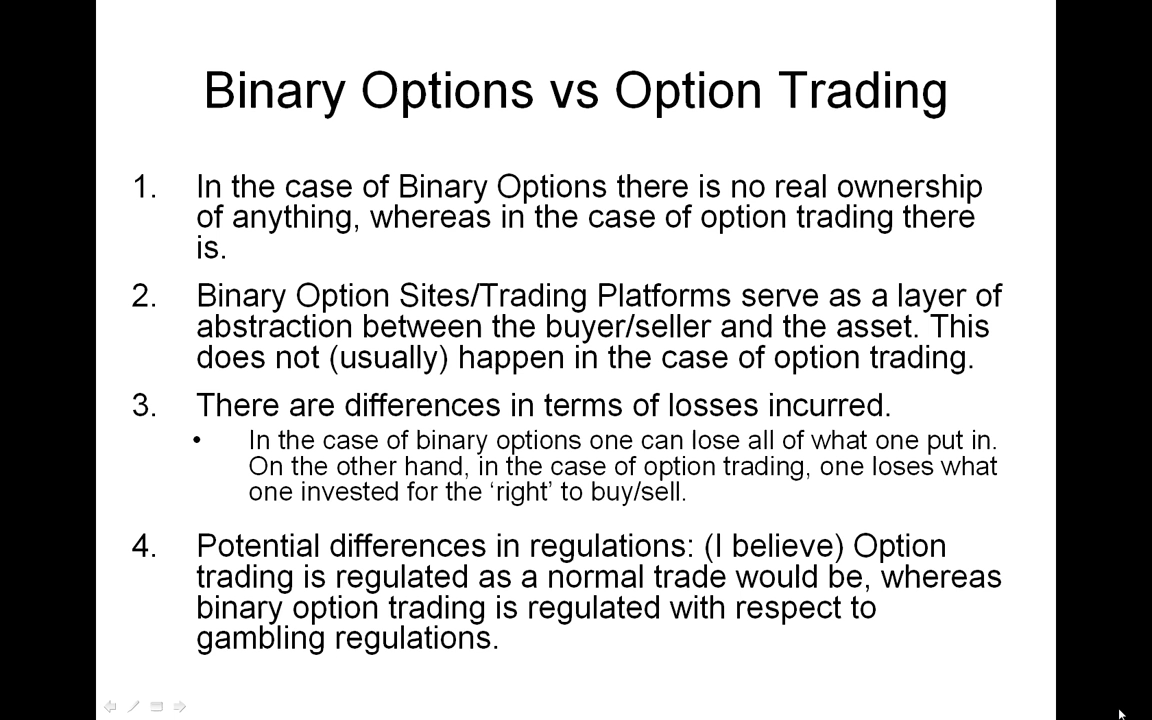 Binary Options vs Option Trading
1. In the case of Binary Options there is no real ownership
of anything, whereas in the case of option trading there
is.
2. Binary Option Sites/Trading Platforms serve as a layer of
abstraction between the buyer/seller and the asset. This
does not (usually) happen in the case of option trading.
3. There are differences in terms of losses incurred.
• In the case of binary options one can lose all of what one put in.
On the other hand, in the case of option trading, one loses what
one invested for the ‘right’ to buy/sell.
4. Potential differences in regulations: (I believe) Option
trading is regulated as a normal trade would be, whereas
binary option trading is regulated with respect to
gambling regulations.